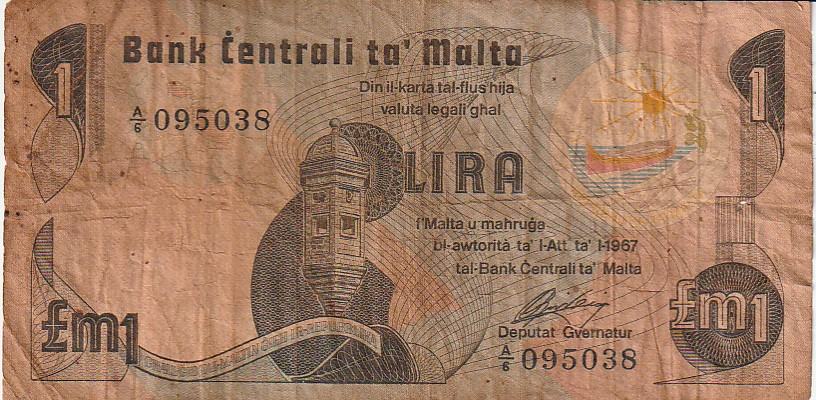 Bank Ċentrali ta' Malta
1
1
Din il-karta tal-flus hija
valuta legali għal
A/6 095038
LIRA
f'Malta u maħruġa
bl-awtorità ta' l-Att ta' l-1967
tal-Bank Ċentrali ta' Malta
Deputat Gvernatur
A/6 095038
£m1
£m1